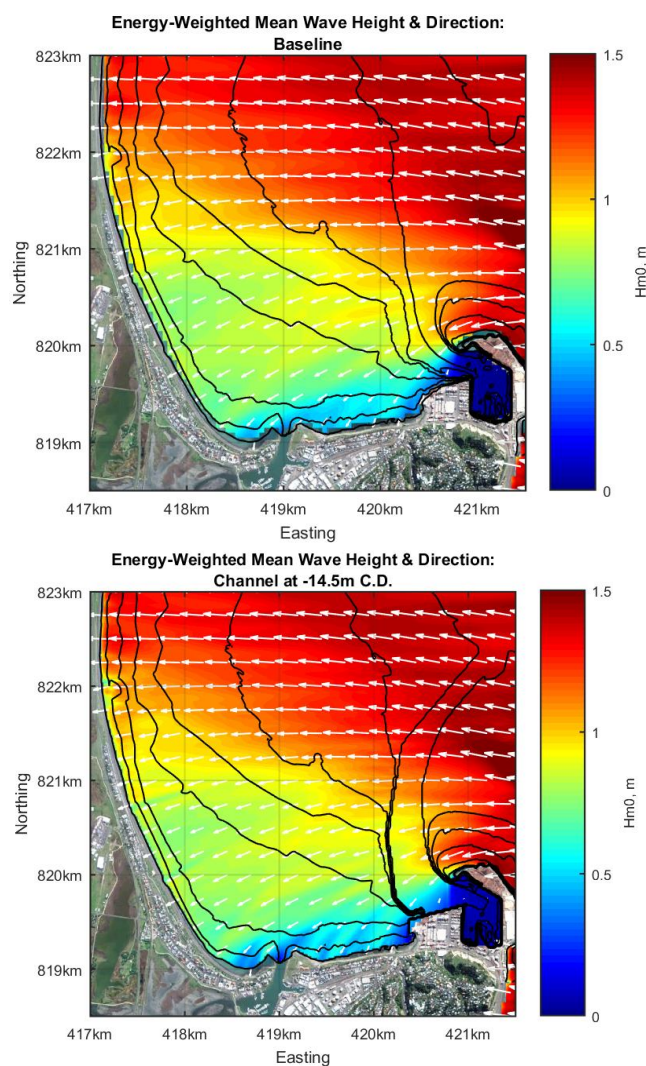 Energy-Weighted Mean Wave Height & Direction:
Baseline
823km
822km
821km
820km
819km
Northing
417km 418km 419km 420km 421km
Easting
1.5
1
0.5
0
Hm0, m
Energy-Weighted Mean Wave Height & Direction:
Channel at -14.5m C.D.
823km
822km
821km
820km
819km
Northing
417km 418km 419km 420km 421km
Easting
1.5
1
0.5
0
Hm0, m